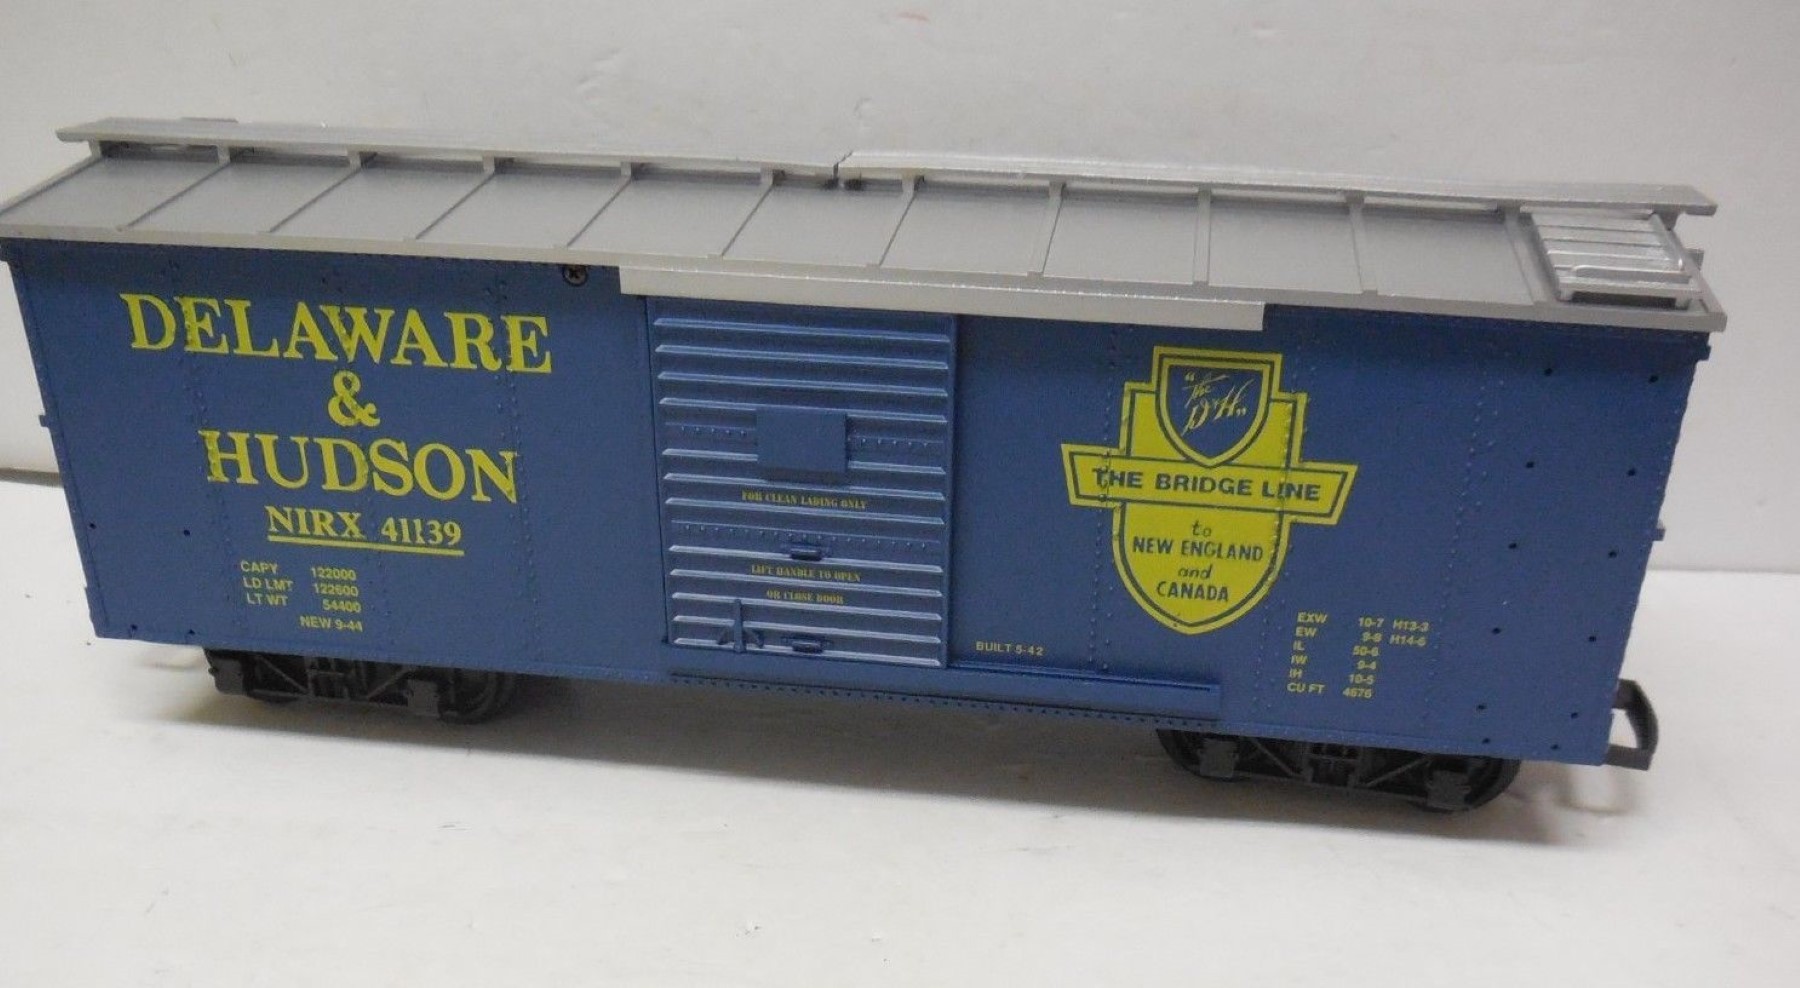 DELAWARE
&
HUDSON
NIRX 41139
CAPY 122000
LD LMT 122600
LT WT 54400
NEW 9-44
FOR CLEAN LADING ONLY
LIFT HANDLE TO OPEN
OR CLOSE DOOR
BUILT 5-42
"The
D&H"
THE BRIDGE LINE
to
NEW ENGLAND
and
CANADA
EXW 10-7 H13-3
EW 9-8 H14-6
IL 50-6
IW 9-4
IH 10-5
CU FT 4676